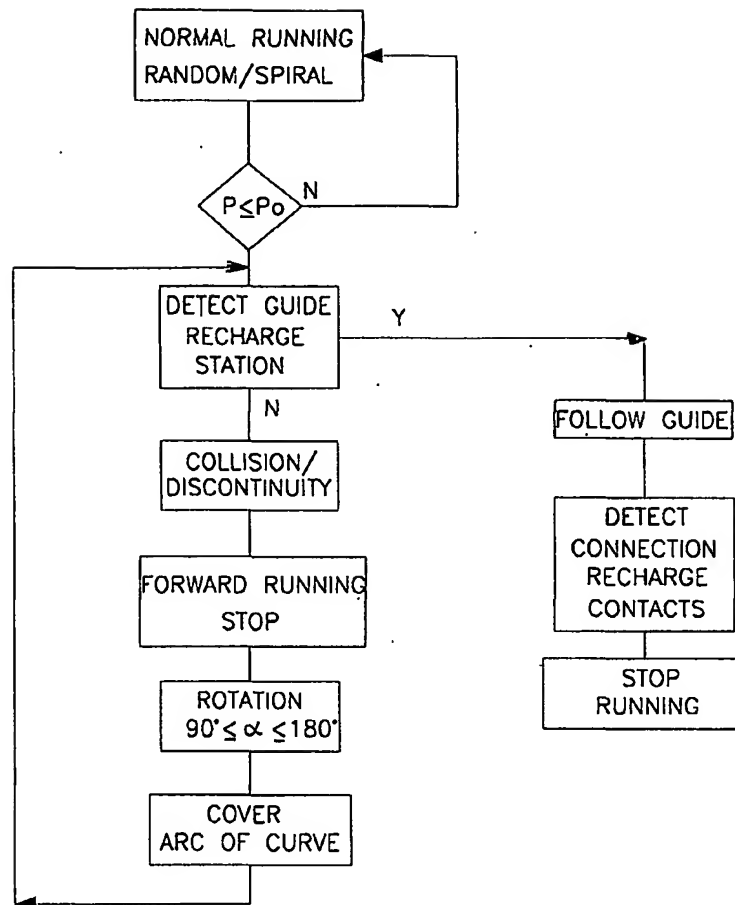 NORMAL RUNNING
RANDOM/SPIRAL
N
P≤Po
DETECT GUIDE
RECHARGE
STATION
Y
N
FOLLOW GUIDE
COLLISION/
DISCONTINUITY
DETECT
CONNECTION
RECHARGE
CONTACTS
FORWARD RUNNING
STOP
STOP
RUNNING
ROTATION
90°≤ α ≤180°
COVER
ARC OF CURVE